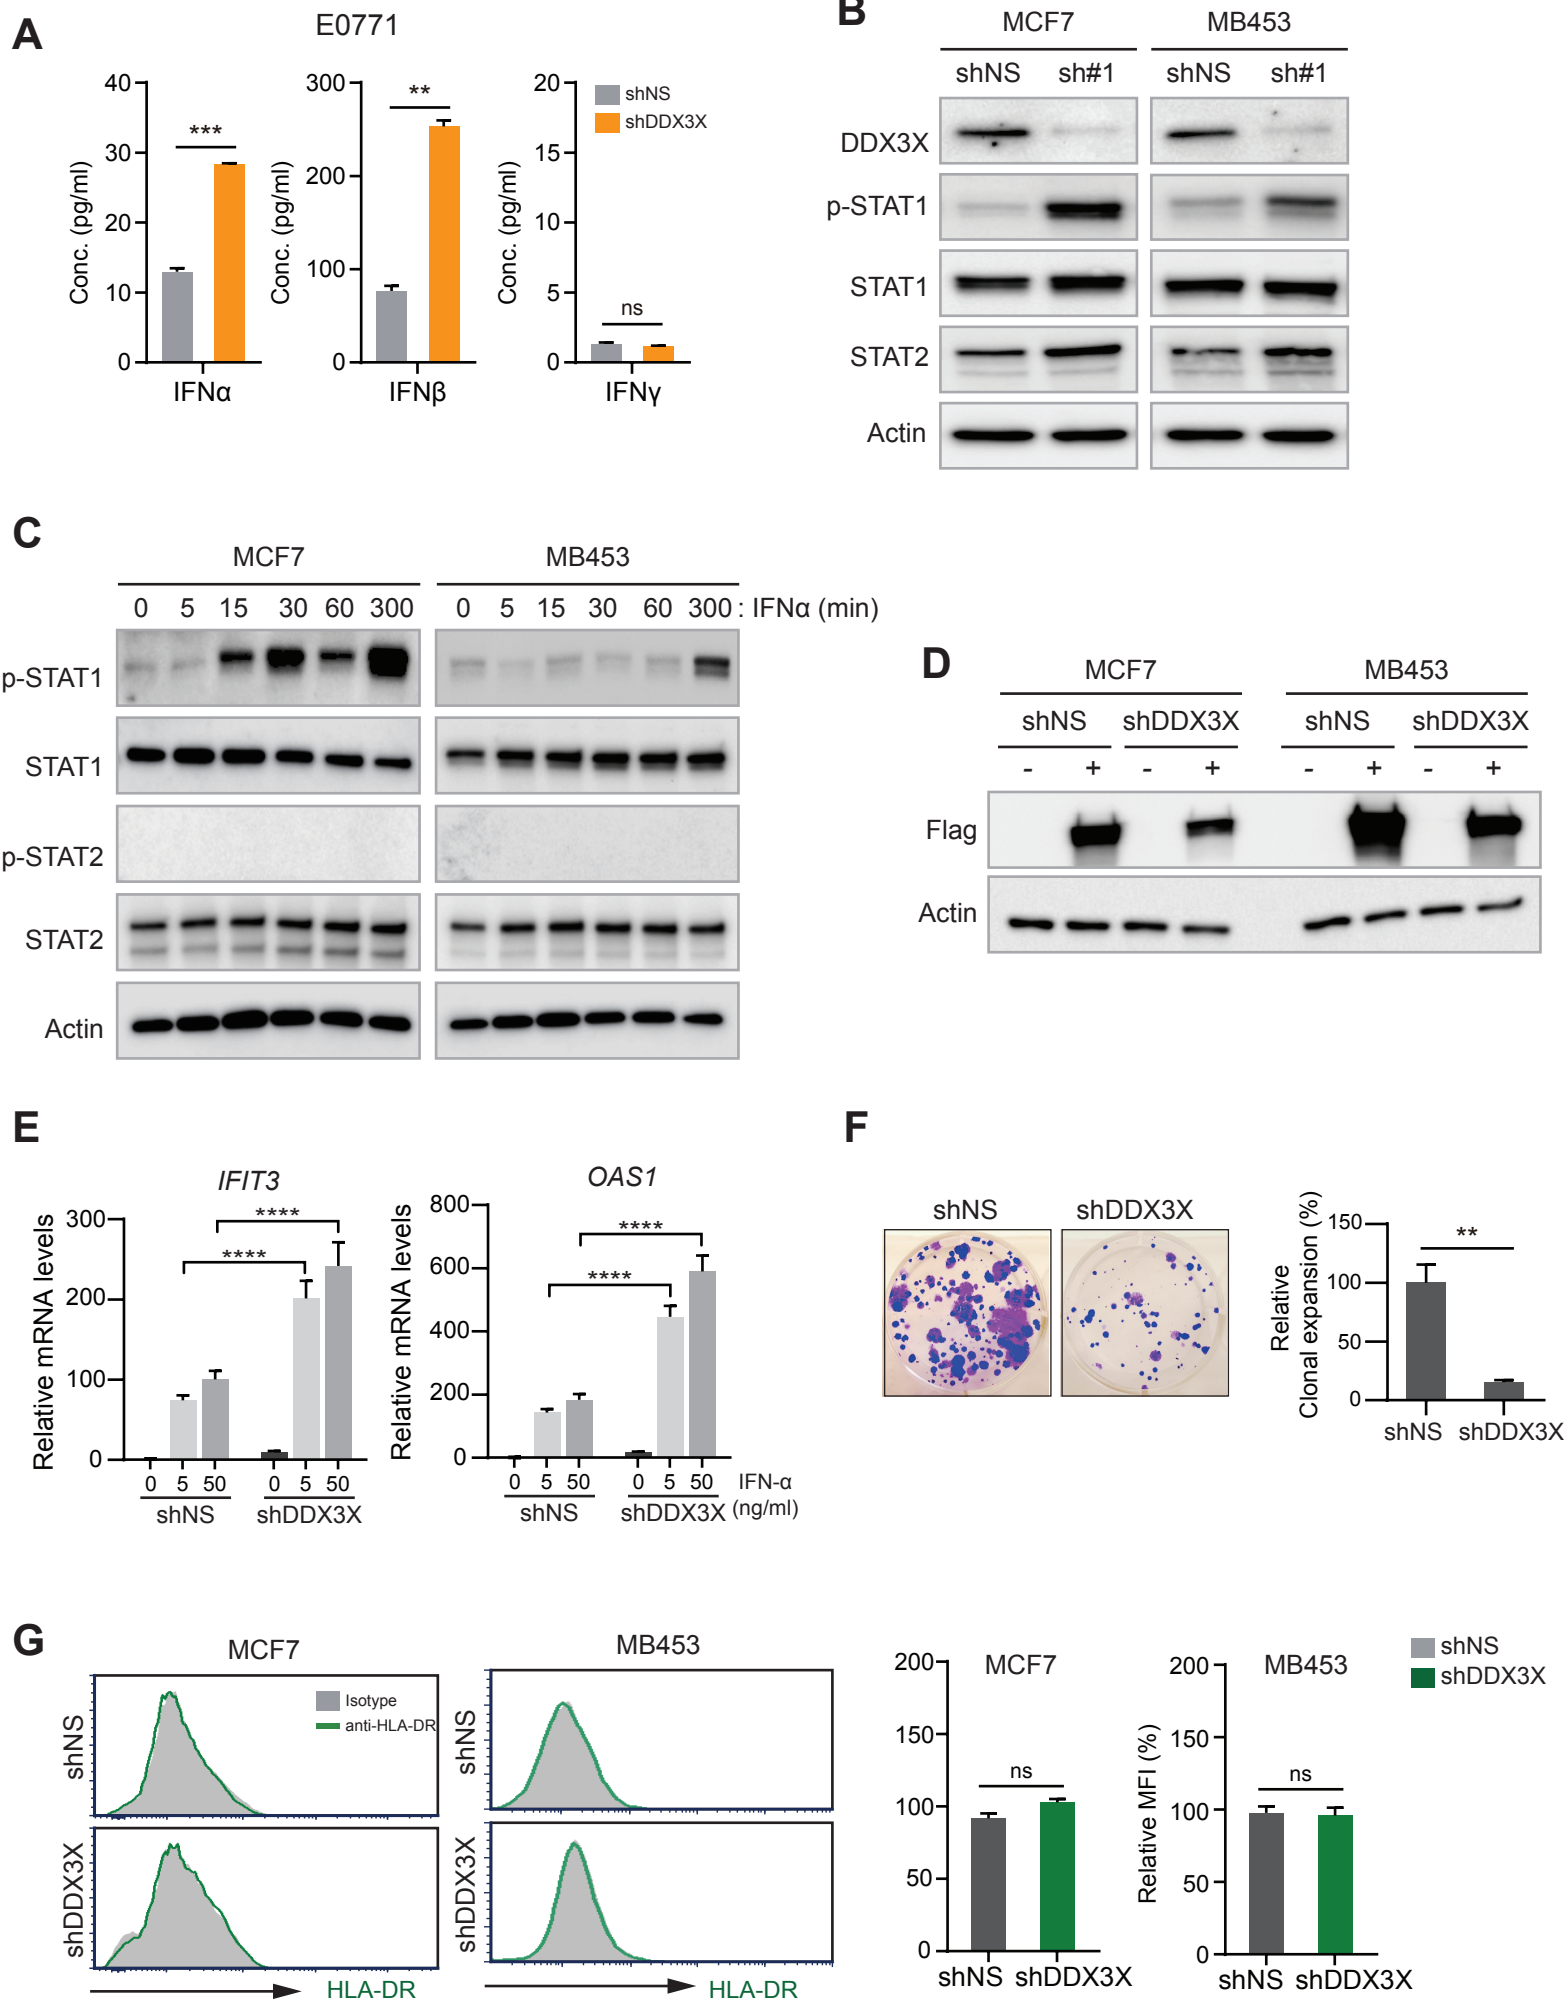 A
E0771
40
30
20
10
0
Conc. (pg/ml)
***
IFNα
300
200
100
0
Conc. (pg/ml)
**
IFNβ
20
15
10
5
0
Conc. (pg/ml)
ns
IFNγ
shNS
shDDX3X
B
MCF7 MB453
shNS sh#1 shNS sh#1
DDX3X
p-STAT1
STAT1
STAT2
Actin
C
MCF7 MB453
0 5 15 30 60 300 0 5 15 30 60 300 : IFNα (min)
p-STAT1
STAT1
p-STAT2
STAT2
Actin
D
MCF7 MB453
shNS shDDX3X shNS shDDX3X
- + - + - + - +
Flag
Actin
E
IFIT3
Relative mRNA levels
300
200
100
0
****
****
0 5 50 0 5 50
shNS shDDX3X
OAS1
Relative mRNA levels
800
600
400
200
0
****
****
0 5 50 0 5 50 IFN-α
shNS shDDX3X (ng/ml)
F
shNS shDDX3X
Relative
Clonal expansion (%)
150
100
50
0
**
shNS shDDX3X
G
MCF7 MB453
shNS
Isotype
anti-HLA-DR
shNS
shDDX3X
shDDX3X
HLA-DR HLA-DR
MCF7
200
150
100
50
0
ns
shNS shDDX3X
MB453
Relative MFI (%)
200
150
100
50
0
ns
shNS shDDX3X
shNS
shDDX3X